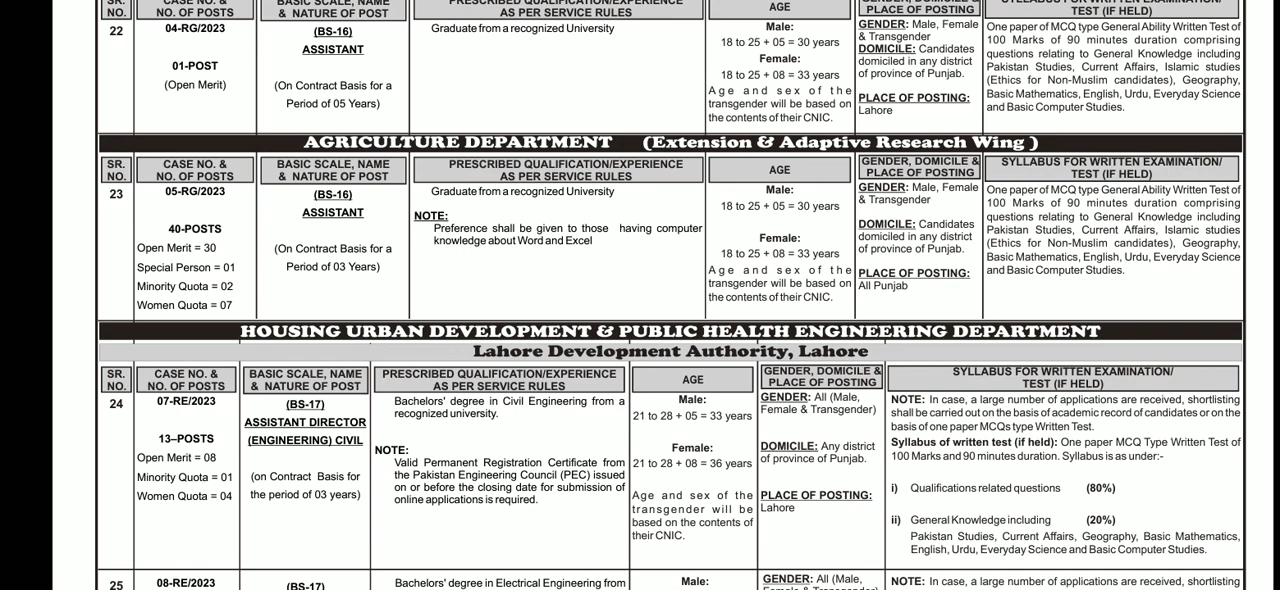 SR. NO.
CASE NO. & NO. OF POSTS
BASIC SCALE, NAME & NATURE OF POST
PRESCRIBED QUALIFICATION/EXPERIENCE AS PER SERVICE RULES
AGE
GENDER, DOMICILE & PLACE OF POSTING
SYLLABUS FOR WRITTEN EXAMINATION/ TEST (IF HELD)
22
04-RG/2023
01-POST
(Open Merit)
(BS-16)
ASSISTANT
(On Contract Basis for a
Period of 05 Years)
Graduate from a recognized University
Male:
18 to 25 + 05 = 30 years
Female:
18 to 25 + 08 = 33 years
Age and sex of the
transgender will be based on
the contents of their CNIC.
GENDER: Male, Female
& Transgender
DOMICILE: Candidates
domiciled in any district
of province of Punjab.
PLACE OF POSTING:
Lahore
One paper of MCQ type General Ability Written Test of
100 Marks of 90 minutes duration comprising
questions relating to General Knowledge including
Pakistan Studies, Current Affairs, Islamic studies
(Ethics for Non-Muslim candidates), Geography,
Basic Mathematics, English, Urdu, Everyday Science
and Basic Computer Studies.
AGRICULTURE DEPARTMENT (Extension & Adaptive Research Wing )
SR.
NO.
CASE NO. &
NO. OF POSTS
BASIC SCALE, NAME
& NATURE OF POST
PRESCRIBED QUALIFICATION/EXPERIENCE
AS PER SERVICE RULES
AGE
GENDER, DOMICILE &
PLACE OF POSTING
SYLLABUS FOR WRITTEN EXAMINATION/
TEST (IF HELD)
23
05-RG/2023
40-POSTS
Open Merit = 30
Special Person = 01
Minority Quota = 02
Women Quota = 07
(BS-16)
ASSISTANT
(On Contract Basis for a
Period of 03 Years)
Graduate from a recognized University
NOTE:
Preference shall be given to those having computer
knowledge about Word and Excel
Male:
18 to 25 + 05 = 30 years
Female:
18 to 25 + 08 = 33 years
Age and sex of the
transgender will be based on
the contents of their CNIC.
GENDER: Male, Female
& Transgender
DOMICILE: Candidates
domiciled in any district
of province of Punjab.
PLACE OF POSTING:
All Punjab
One paper of MCQ type General Ability Written Test of
100 Marks of 90 minutes duration comprising
questions relating to General Knowledge including
Pakistan Studies, Current Affairs, Islamic studies
(Ethics for Non-Muslim candidates), Geography,
Basic Mathematics, English, Urdu, Everyday Science
and Basic Computer Studies.
HOUSING URBAN DEVELOPMENT & PUBLIC HEALTH ENGINEERING DEPARTMENT
Lahore Development Authority, Lahore
SR.
NO.
CASE NO. &
NO. OF POSTS
BASIC SCALE, NAME
& NATURE OF POST
PRESCRIBED QUALIFICATION/EXPERIENCE
AS PER SERVICE RULES
AGE
GENDER, DOMICILE &
PLACE OF POSTING
SYLLABUS FOR WRITTEN EXAMINATION/
TEST (IF HELD)
24
07-RE/2023
13–POSTS
Open Merit = 08
Minority Quota = 01
Women Quota = 04
(BS-17)
ASSISTANT DIRECTOR
(ENGINEERING) CIVIL
(on Contract Basis for
the period of 03 years)
Bachelors' degree in Civil Engineering from a
recognized university.
NOTE:
Valid Permanent Registration Certificate from
the Pakistan Engineering Council (PEC) issued
on or before the closing date for submission of
online applications is required.
Male:
21 to 28 + 05 = 33 years
Female:
21 to 28 + 08 = 36 years
Age and sex of the
transgender will be
based on the contents of
their CNIC.
GENDER: All (Male,
Female & Transgender)
DOMICILE: Any district
of province of Punjab.
PLACE OF POSTING:
Lahore
NOTE: In case, a large number of applications are received, shortlisting
shall be carried out on the basis of academic record of candidates or on the
basis of one paper MCQs type Written Test.
Syllabus of written test (if held): One paper MCQ Type Written Test of
100 Marks and 90 minutes duration. Syllabus is as under:-
i) Qualifications related questions (80%)
ii) General Knowledge including (20%)
Pakistan Studies, Current Affairs, Geography, Basic Mathematics,
English, Urdu, Everyday Science and Basic Computer Studies.
25
08-RE/2023
(BS-17)
Bachelors' degree in Electrical Engineering from
Male:
GENDER: All (Male,
Female & Transgender)
NOTE: In case, a large number of applications are received, shortlisting